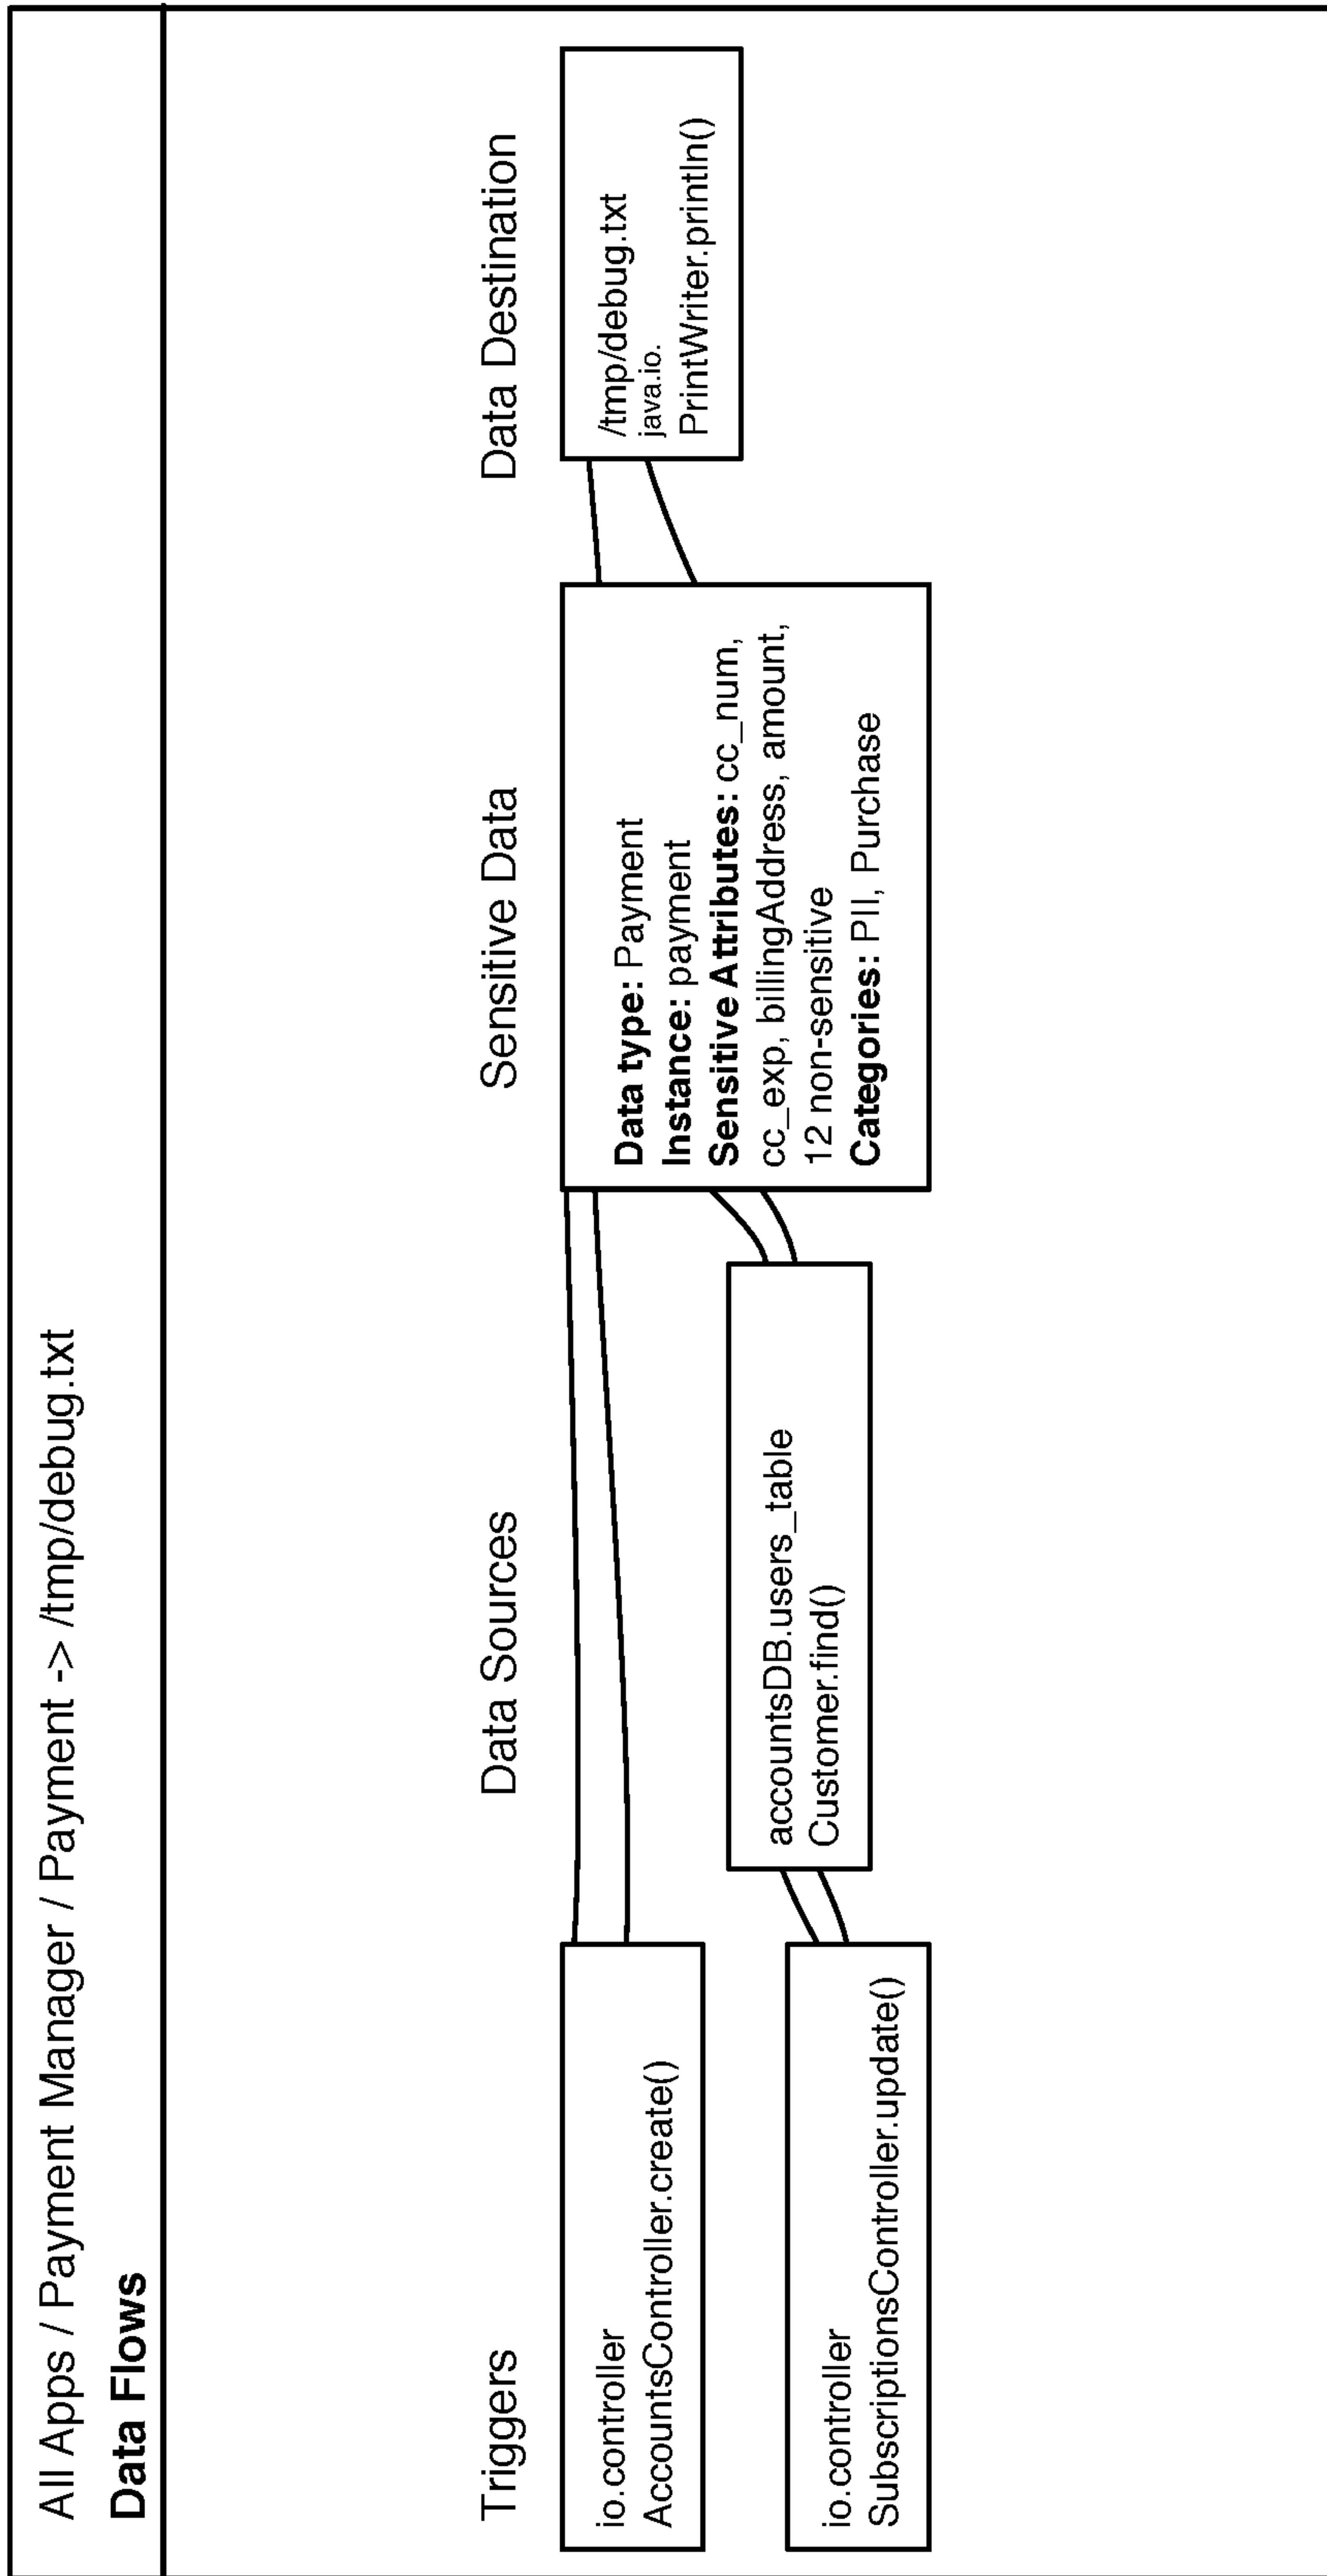 All Apps / Payment Manager / Payment -> /tmp/debug.txt
Data Flows
Triggers
io.controller
AccountsController.create()
io.controller
SubscriptionsController.update()
Data Sources
accountsDB.users_table
Customer.find()
Sensitive Data
Data type: Payment
Instance: payment
Sensitive Attributes: cc_num,
cc_exp, billingAddress, amount,
12 non-sensitive
Categories: PII, Purchase
Data Destination
/tmp/debug.txt
java.io.
PrintWriter.println()